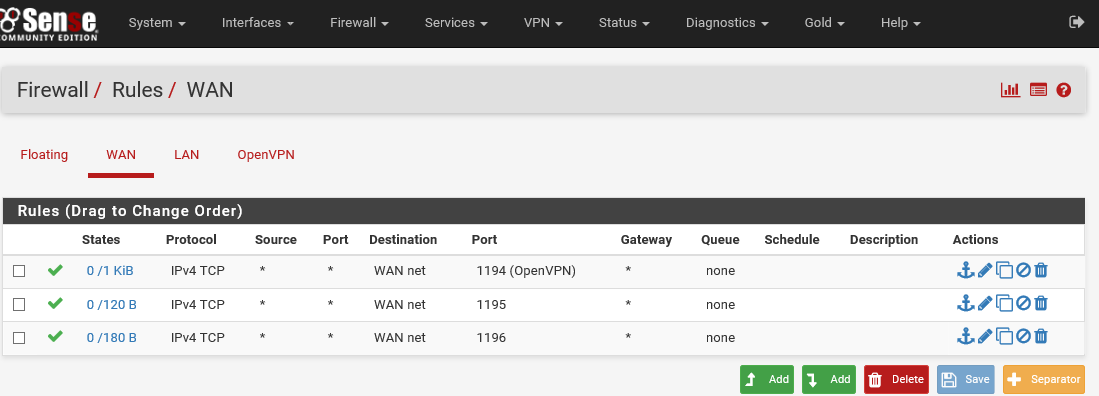 Sense
COMMUNITY EDITION
System Interfaces Firewall Services VPN Status Diagnostics Gold Help
Firewall / Rules / WAN
Floating WAN LAN OpenVPN
Rules (Drag to Change Order)
States Protocol Source Port Destination Port Gateway Queue Schedule Description Actions
0 /1 KiB IPv4 TCP * * WAN net 1194 (OpenVPN) * none
0 /120 B IPv4 TCP * * WAN net 1195 * none
0 /180 B IPv4 TCP * * WAN net 1196 * none
Add Add Delete Save Separator